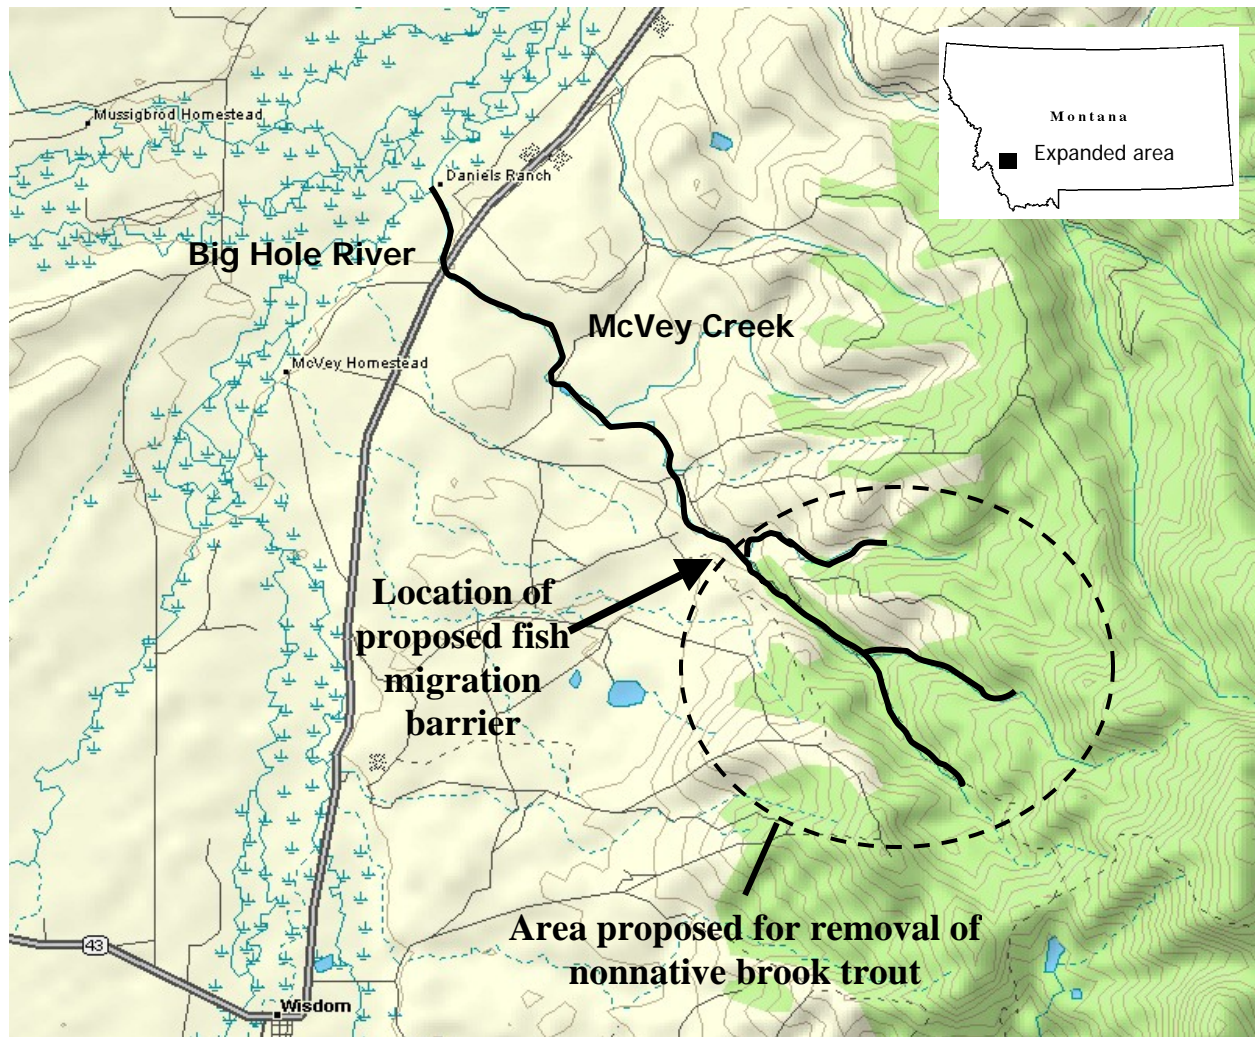 Montana
Expanded area
Mussigbrod Homestead
Daniels Ranch
Big Hole River
McVey Creek
McVey Homestead
Location of
proposed fish
migration
barrier
Area proposed for removal of
nonnative brook trout
43
Wisdom